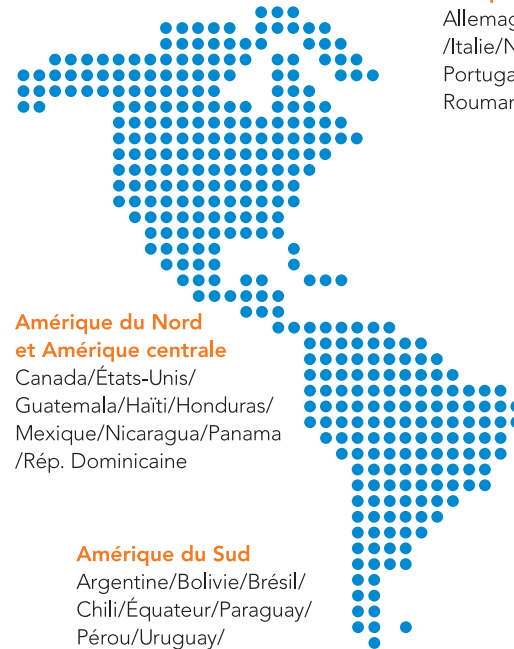 Allemag
/Italie/N
Portuga
Rouman
Amérique du Nord
et Amérique centrale
Canada/États-Unis/
Guatemala/Haïti/Honduras/
Mexique/Nicaragua/Panama
/Rép. Dominicaine
Amérique du Sud
Argentine/Bolivie/Brésil/
Chili/Équateur/Paraguay/
Pérou/Uruguay/